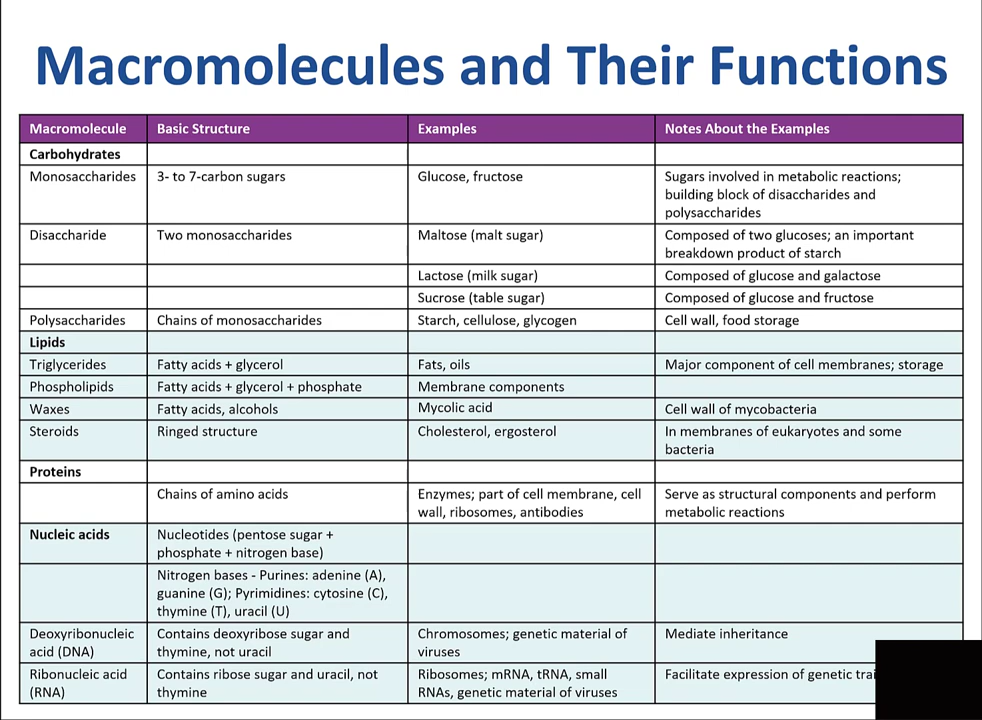 Macromolecules and Their Functions
Macromolecule Basic Structure Examples Notes About the Examples
Carbohydrates
Monosaccharides 3- to 7-carbon sugars Glucose, fructose Sugars involved in metabolic reactions;
building block of disaccharides and
polysaccharides
Disaccharide Two monosaccharides Maltose (malt sugar) Composed of two glucoses; an important
breakdown product of starch
Lactose (milk sugar) Composed of glucose and galactose
Sucrose (table sugar) Composed of glucose and fructose
Polysaccharides Chains of monosaccharides Starch, cellulose, glycogen Cell wall, food storage
Lipids
Triglycerides Fatty acids + glycerol Fats, oils Major component of cell membranes; storage
Phospholipids Fatty acids + glycerol + phosphate Membrane components
Waxes Fatty acids, alcohols Mycolic acid Cell wall of mycobacteria
Steroids Ringed structure Cholesterol, ergosterol In membranes of eukaryotes and some
bacteria
Proteins
Chains of amino acids Enzymes; part of cell membrane, cell Serve as structural components and perform
wall, ribosomes, antibodies metabolic reactions
Nucleic acids Nucleotides (pentose sugar +
phosphate + nitrogen base)
Nitrogen bases - Purines: adenine (A),
guanine (G); Pyrimidines: cytosine (C),
thymine (T), uracil (U)
Deoxyribonucleic Contains deoxyribose sugar and Chromosomes; genetic material of Mediate inheritance
acid (DNA) thymine, not uracil viruses
Ribonucleic acid Contains ribose sugar and uracil, not Ribosomes; mRNA, tRNA, small Facilitate expression of genetic
(RNA) thymine RNAs, genetic material of viruses